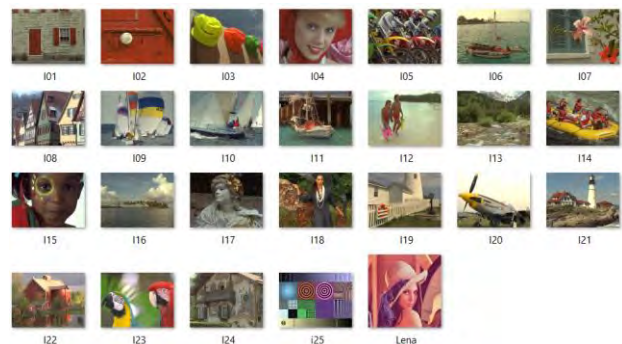 I01 I02 I03 I04 I05 I06 I07
I08 I09 I10 I11 I12 I13 I14
I15 I16 I17 I18 I19 I20 I21
I22 I23 I24 i25 Lena